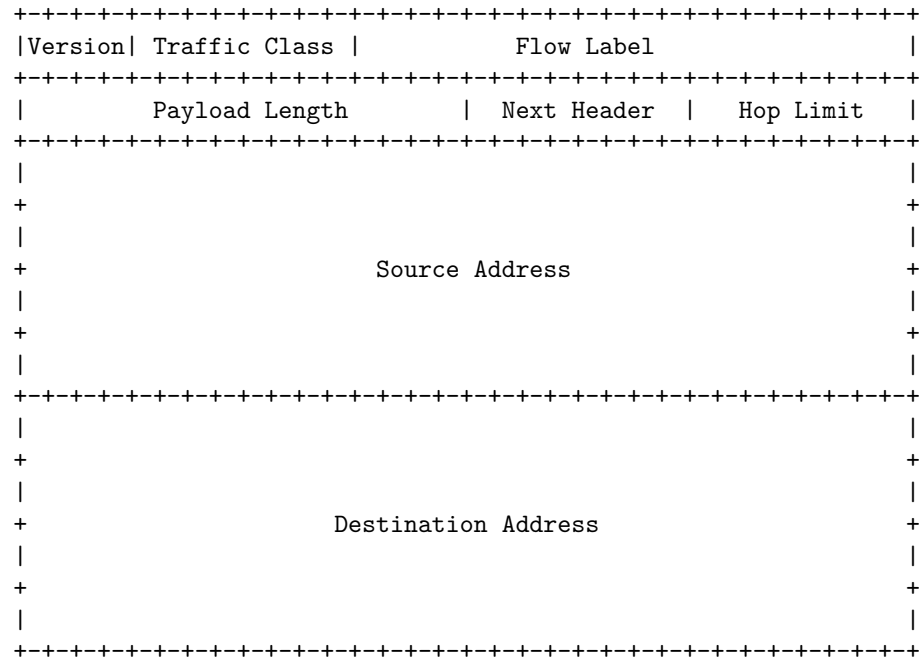 Version Traffic Class Flow Label
Payload Length Next Header Hop Limit
Source Address
Destination Address